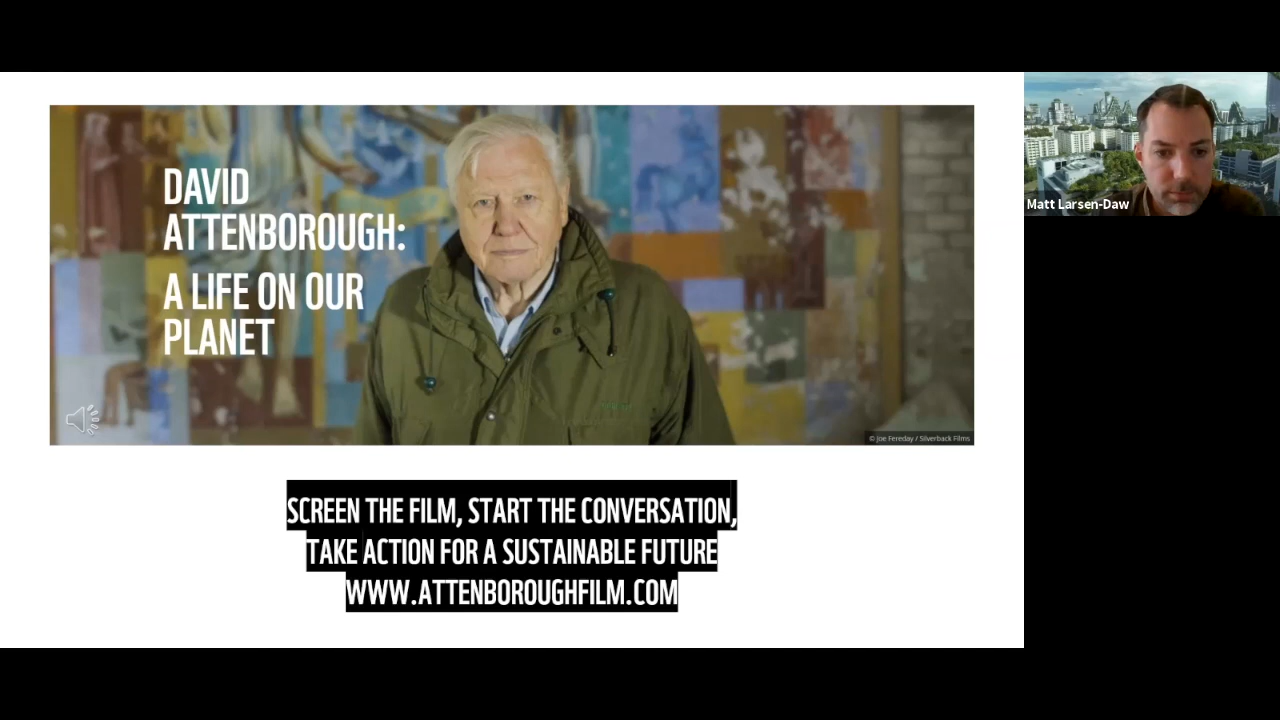 DAVID
ATTENBOROUGH:
A LIFE ON OUR
PLANET
© Joe Fereday / Silverback Films
SCREEN THE FILM, START THE CONVERSATION,
TAKE ACTION FOR A SUSTAINABLE FUTURE
WWW.ATTENBOROUGHFILM.COM
Matt Larsen-Daw